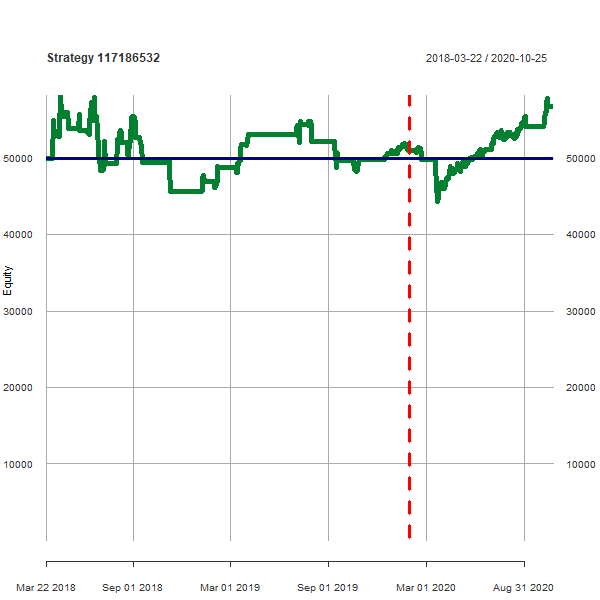 Strategy 117186532
2018-03-22 / 2020-10-25
50000 50000
40000 40000
Equity
30000 30000
20000 20000
10000 10000
Mar 22 2018 Sep 01 2018 Mar 01 2019 Sep 01 2019 Mar 01 2020 Aug 31 2020